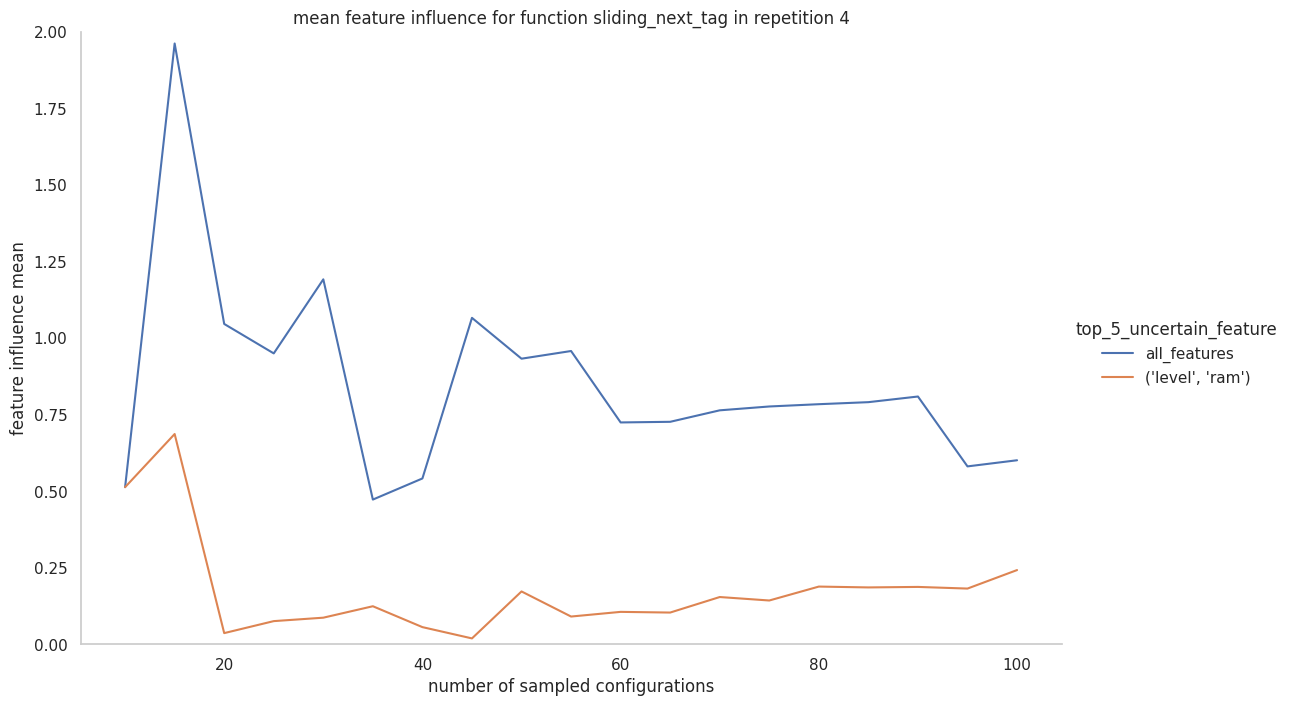 mean feature influence for function sliding_next_tag in repetition 4
2.00
1.75
1.50
1.25
1.00
0.75
0.50
0.25
0.00
feature influence mean
20
40
60
80
100
number of sampled configurations
top_5_uncertain_feature
all_features
('level', 'ram')